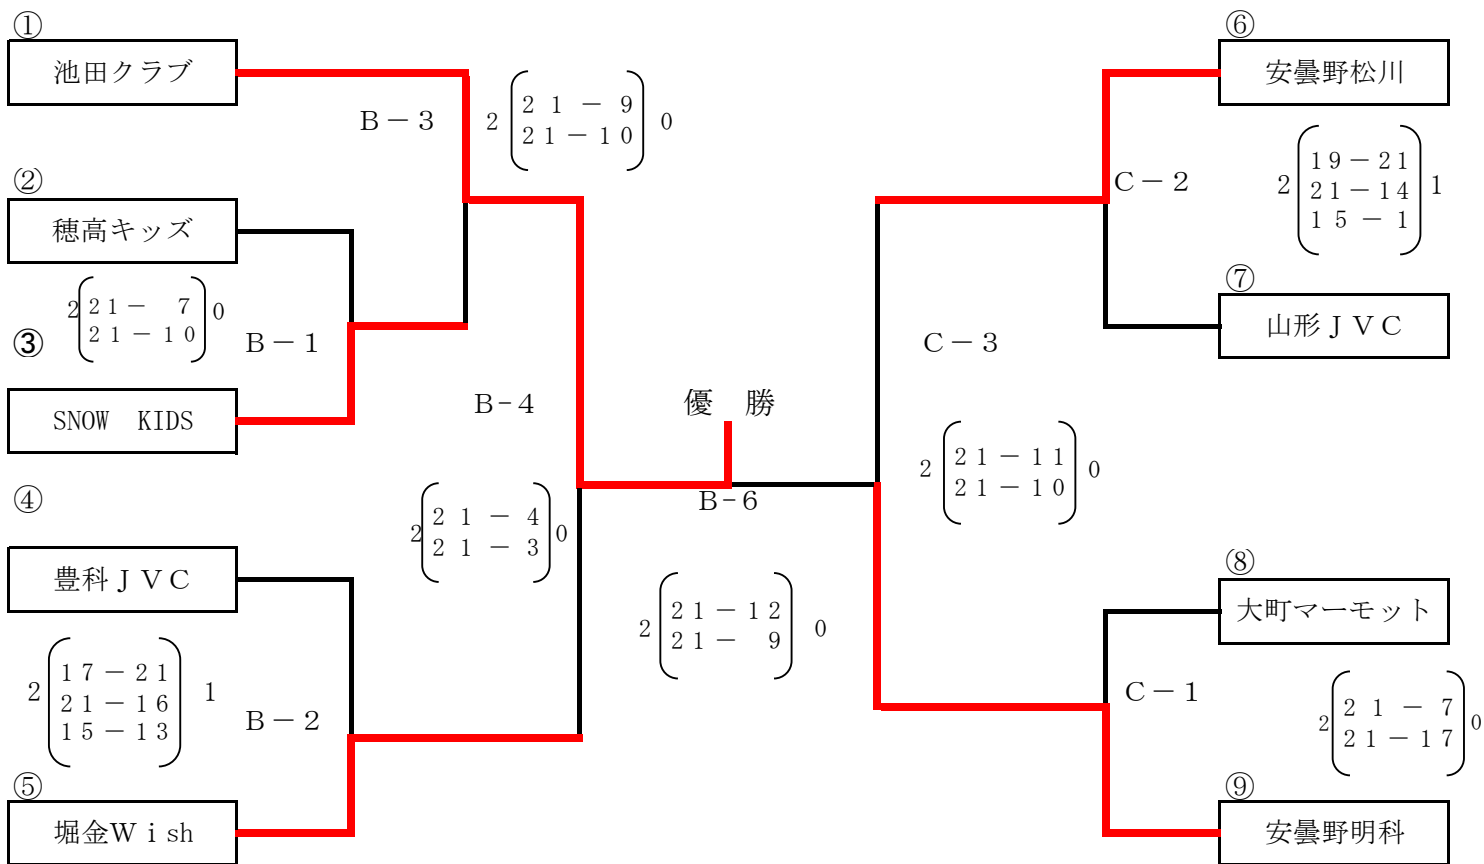 ①
池田クラブ
B－3
2
21－9
21－10
0
②
穂高キッズ
2
21－7
21－10
0
B－1
③
SNOW KIDS
B-4
2
21－4
21－3
0
④
豊科ＪＶＣ
2
17－21
21－16
15－13
1
B－2
⑤
堀金Ｗｉｓｈ
優　勝
B-6
2
21－12
21－9
0
⑥
安曇野松川
C－2
2
19－21
21－14
15－1
1
⑦
山形ＪＶＣ
C－3
2
21－11
21－10
0
⑧
大町マーモット
C－1
2
21－7
21－17
0
⑨
安曇野明科